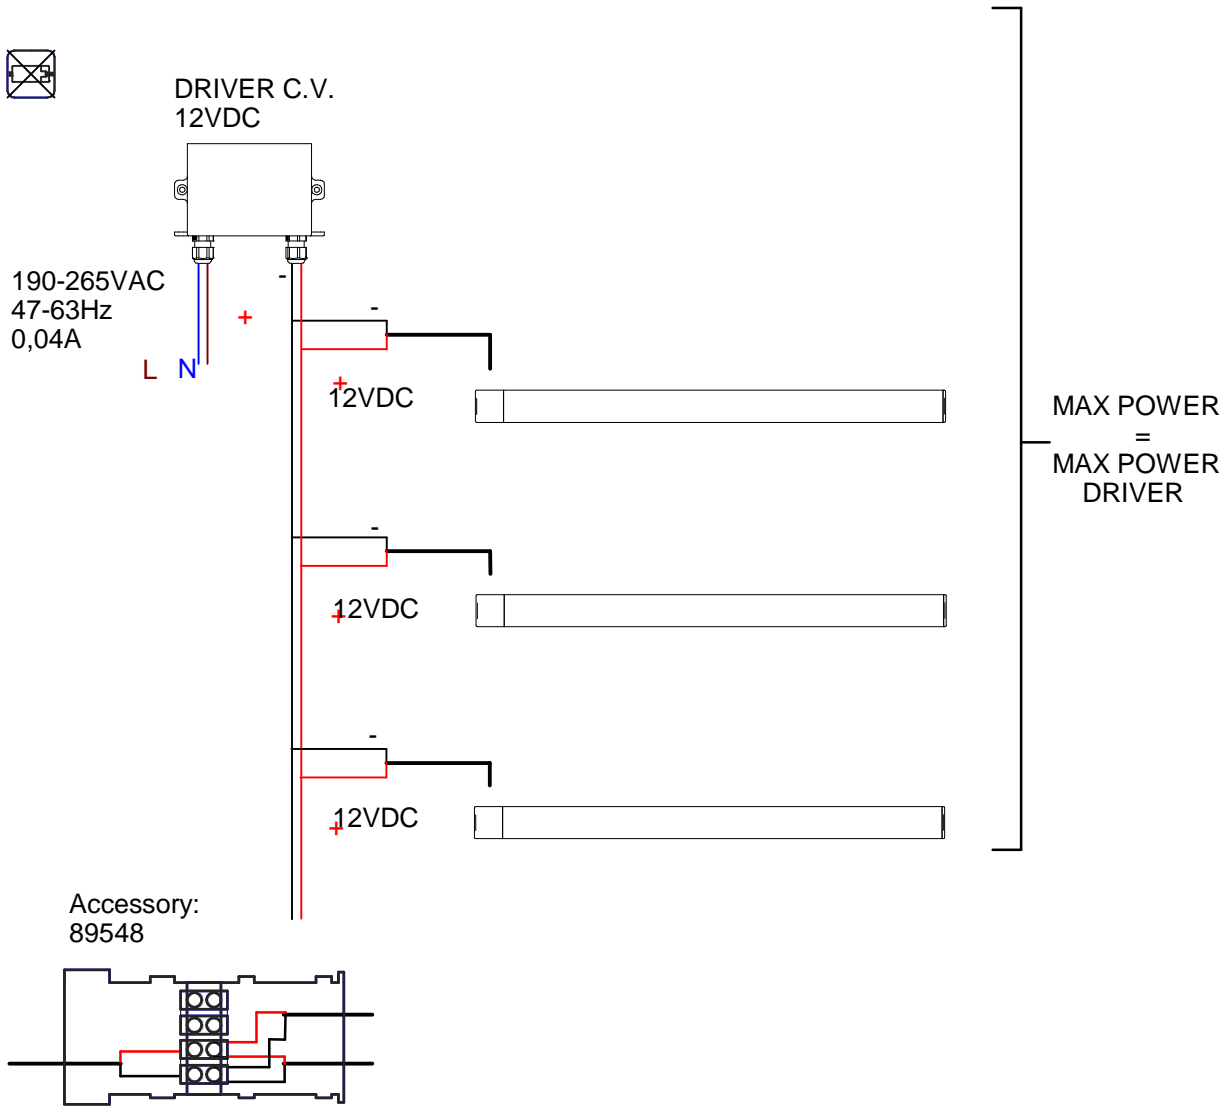 DRIVER C.V.
12VDC
190-265VAC
47-63Hz
0,04A
L N
-
+
-
+
12VDC
-
+
12VDC
-
+
12VDC
MAX POWER
=
MAX POWER
DRIVER
Accessory:
89548